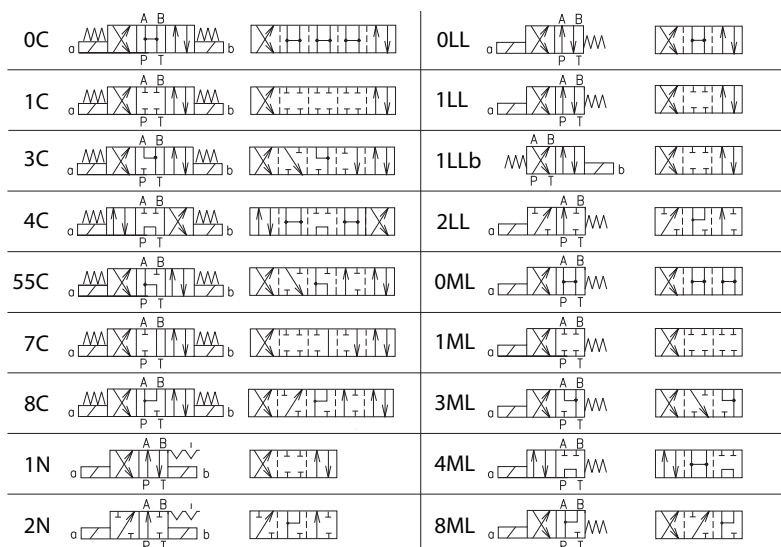 A B
0C a b
P T
A B
1C a b
P T
A B
3C a b
P T
A B
4C a b
P T
A B
55C a b
P T
A B
7C a b
P T
A B
8C a b
P T
A B
1N a b
P T
A B
2N a b
P T
A B
0LL a
P T
A B
1LL a
P T
A B
1LLb b
P T
A B
2LL a
P T
A B
0ML a
P T
A B
1ML a
P T
A B
3ML a
P T
A B
4ML a
P T
A B
8ML a
P T